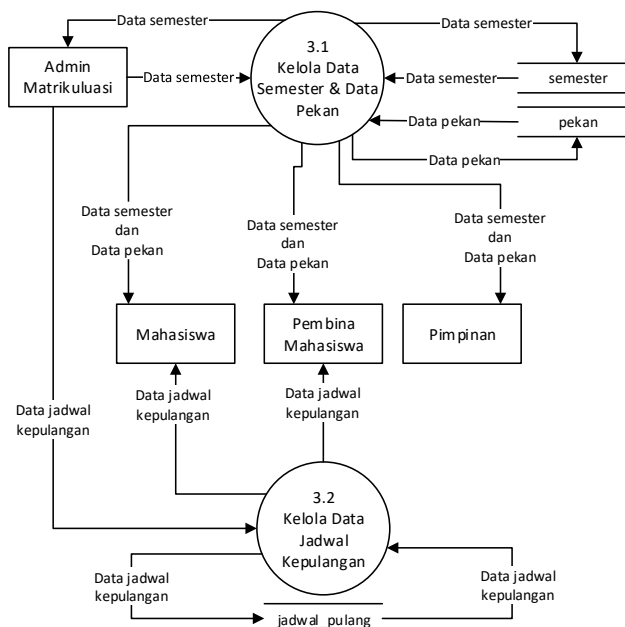 Data semester
3.1
Kelola Data
Semester & Data
Pekan
Data semester
Admin
Matrikuluasi
Data semester
Data semester
semester
Data pekan
pekan
Data pekan
Data semester
dan
Data pekan
Data semester
dan
Data pekan
Data semester
dan
Data pekan
Mahasiswa
Pembina
Mahasiswa
Pimpinan
Data jadwal
kepulangan
Data jadwal
kepulangan
Data jadwal
kepulangan
3.2
Kelola Data
Jadwal
Kepulangan
Data jadwal
kepulangan
Data jadwal
kepulangan
jadwal_pulang